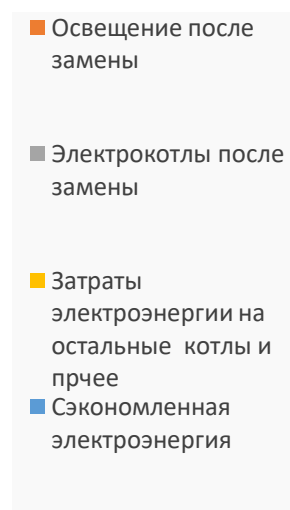 Освещение после
замены
Электрокотлы после
замены
Затраты
электроэнергии на
остальные котлы и
прчее
Сэкономленная
электроэнергия